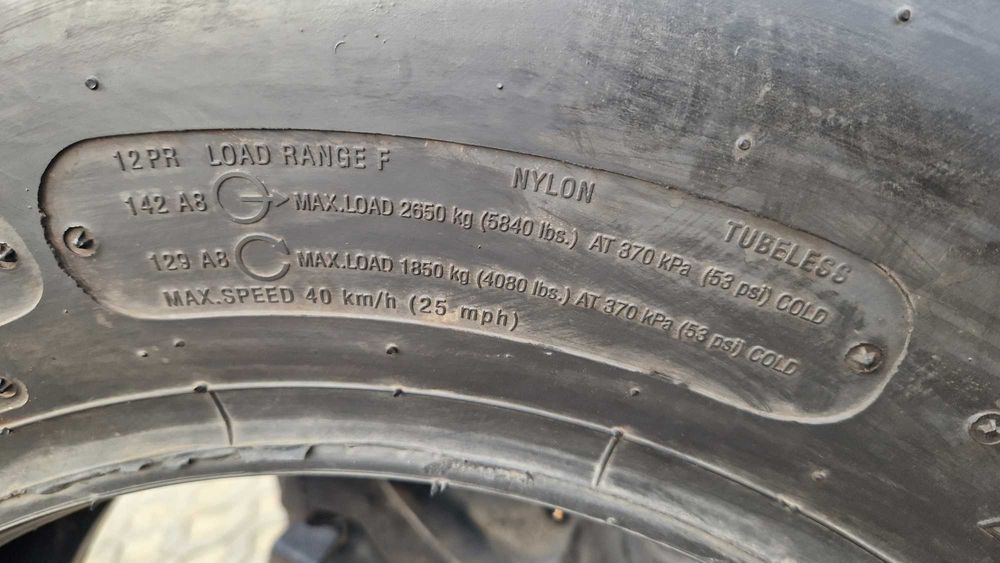 12 PR LOAD RANGE F NYLON TUBELESS
142 A8 MAX.LOAD 2650 kg (5840 lbs.) AT 370 kPa (53 psi) COLD
129 A8 MAX.LOAD 1850 kg (4080 lbs.) AT 370 kPa (53 psi) COLD
MAX.SPEED 40 km/h (25 mph)